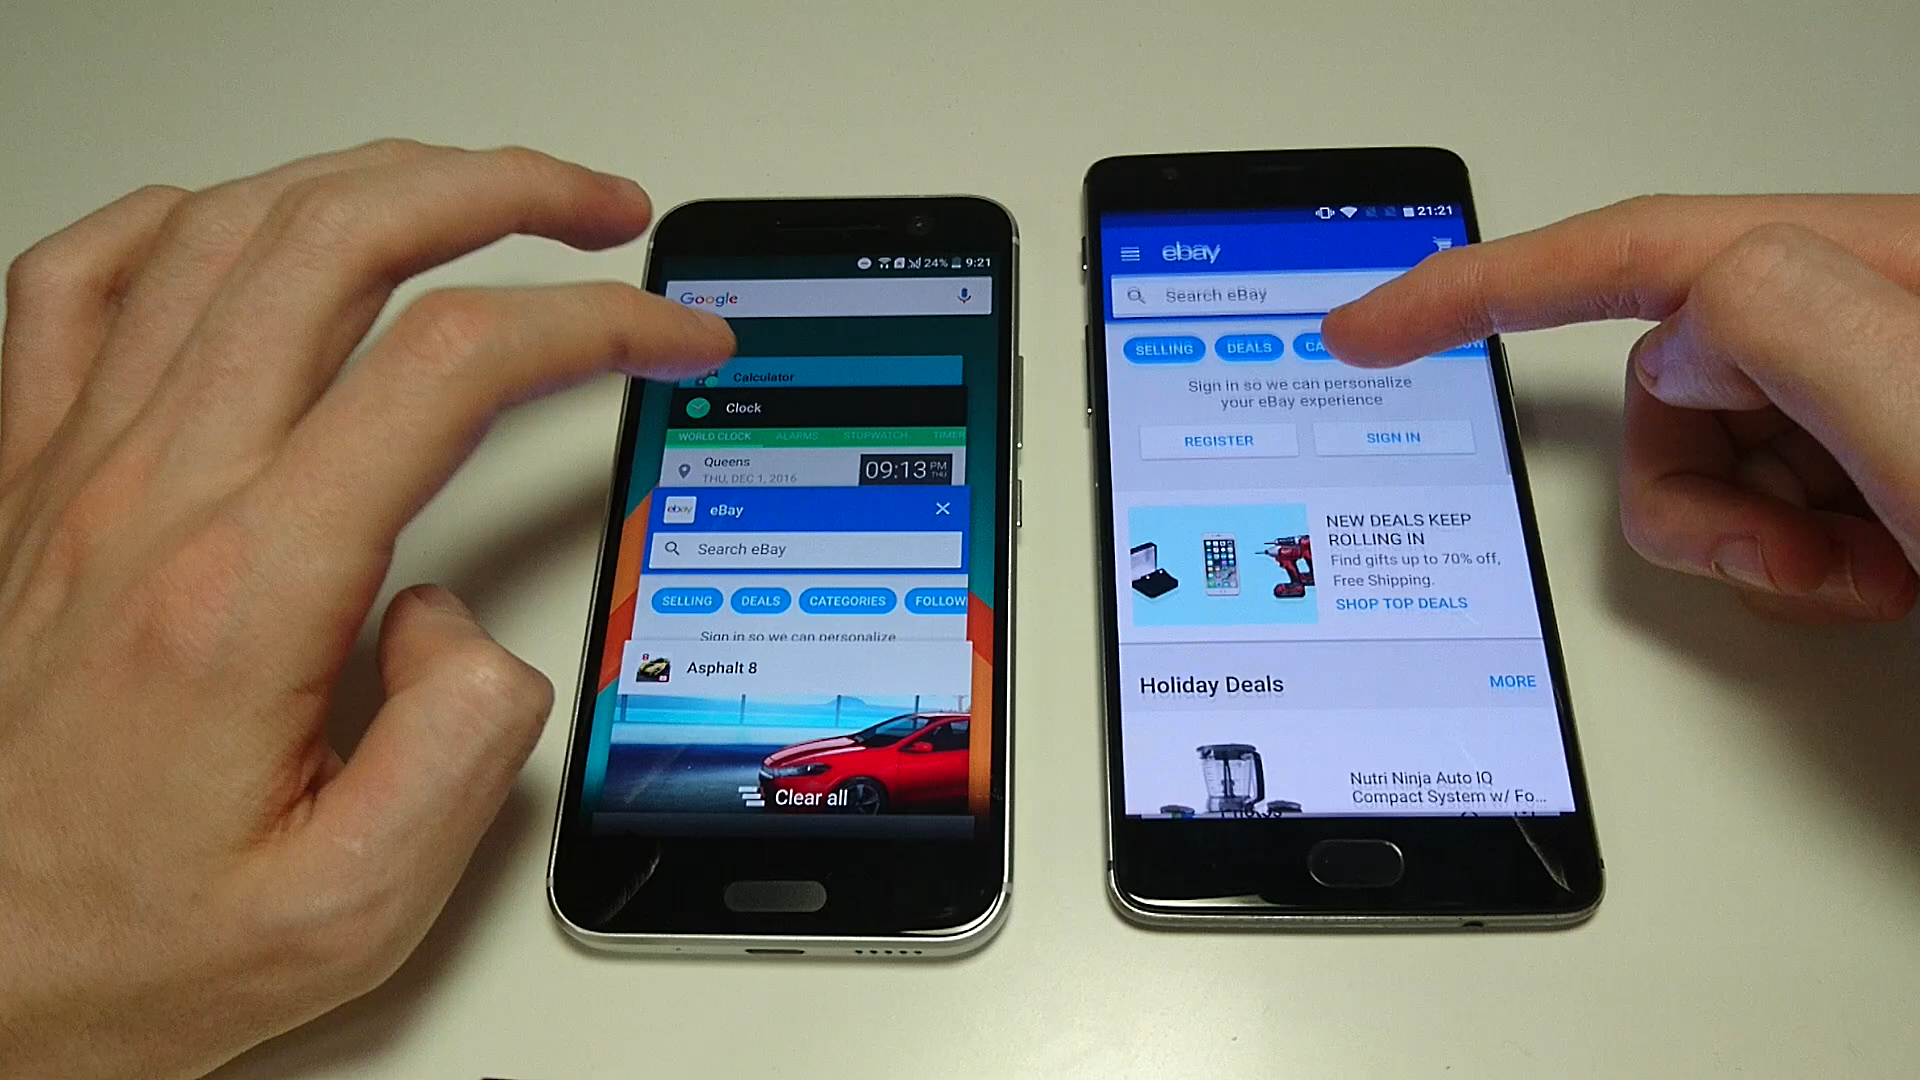 24% 9:21
Google
Calculator
Clock
WORLD CLOCK ALARMS STOPWATCH TIMER
Queens
THU, DEC 1, 2016
09:13 PM
THU
ebay eBay
Search eBay
SELLING DEALS CATEGORIES FOLLOW
Sign in so we can personalize
Asphalt 8
Clear all
21:21
ebay
Search eBay
SELLING DEALS
Sign in so we can personalize
your eBay experience
REGISTER SIGN IN
NEW DEALS KEEP
ROLLING IN
Find gifts up to 70% off,
Free Shipping.
SHOP TOP DEALS
Holiday Deals MORE
Nutri Ninja Auto IQ
Compact System w/ Fo...